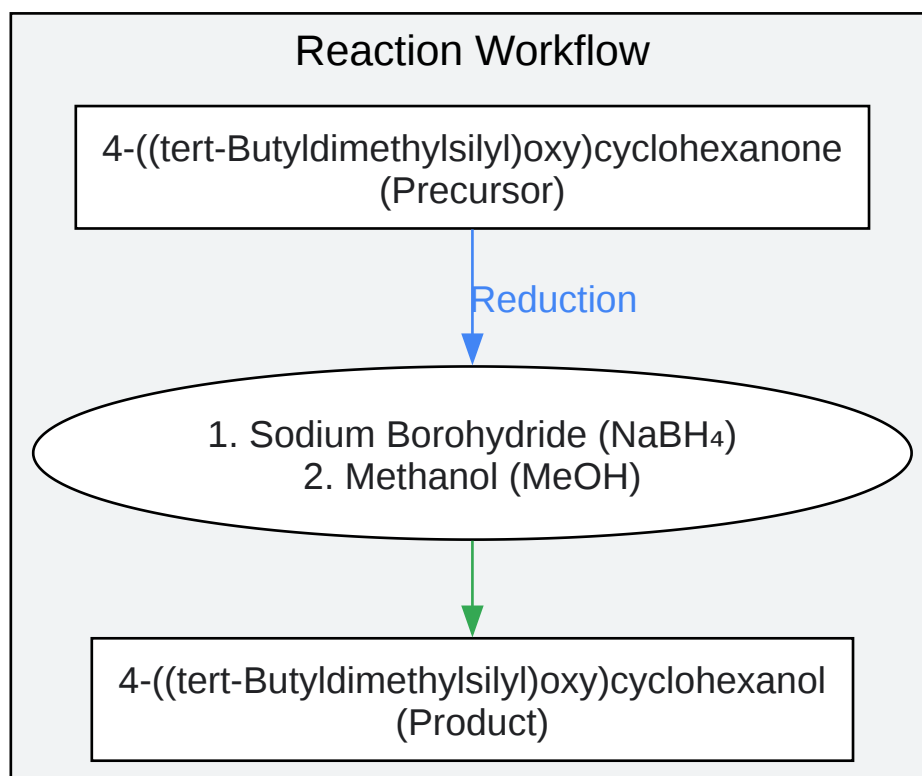 Reaction Workflow
4-((tert-Butyldimethylsilyl)oxy)cyclohexanone
(Precursor)
Reduction
1. Sodium Borohydride (NaBH₄)
2. Methanol (MeOH)
4-((tert-Butyldimethylsilyl)oxy)cyclohexanol
(Product)